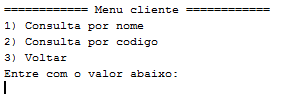 ============ Menu cliente ============
1) Consulta por nome
2) Consulta por codigo
3) Voltar
Entre com o valor abaixo: